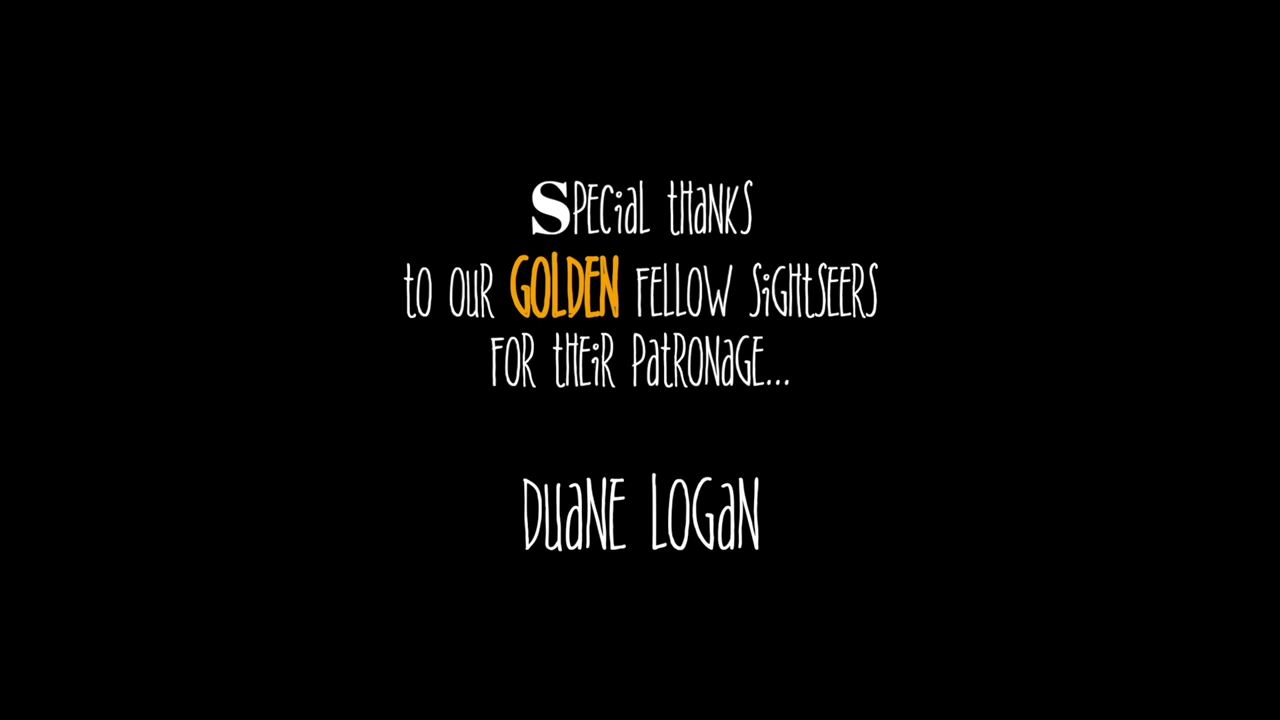 Special thanks
to our GOLDEN fellow sightseers
for their patronage...
Duane Logan